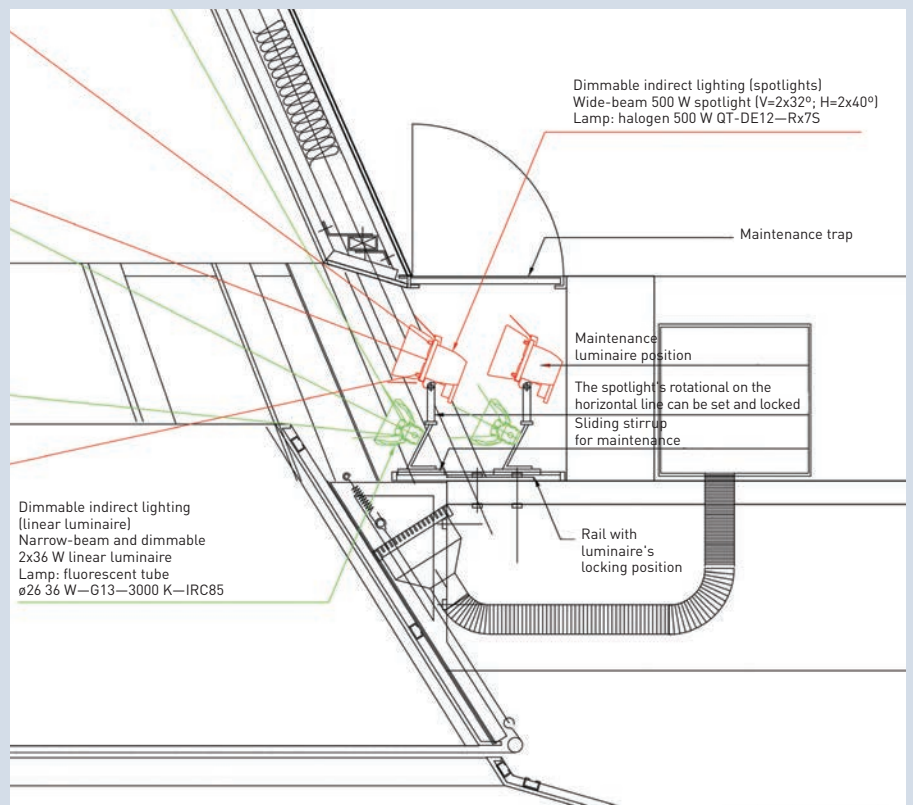 Dimmable indirect lighting (spotlights)
Wide-beam 500 W spotlight (V=2x32º; H=2x40º)
Lamp: halogen 500 W QT-DE12—Rx7S
Maintenance trap
Maintenance
luminaire position
The spotlight's rotational on the
horizontal line can be set and locked
Sliding stirrup
for maintenance
Rail with
luminaire's
locking position
Dimmable indirect lighting
(linear luminaire)
Narrow-beam and dimmable
2x36 W linear luminaire
Lamp: fluorescent tube
ø26 36 W—G13—3000 K—IRC85